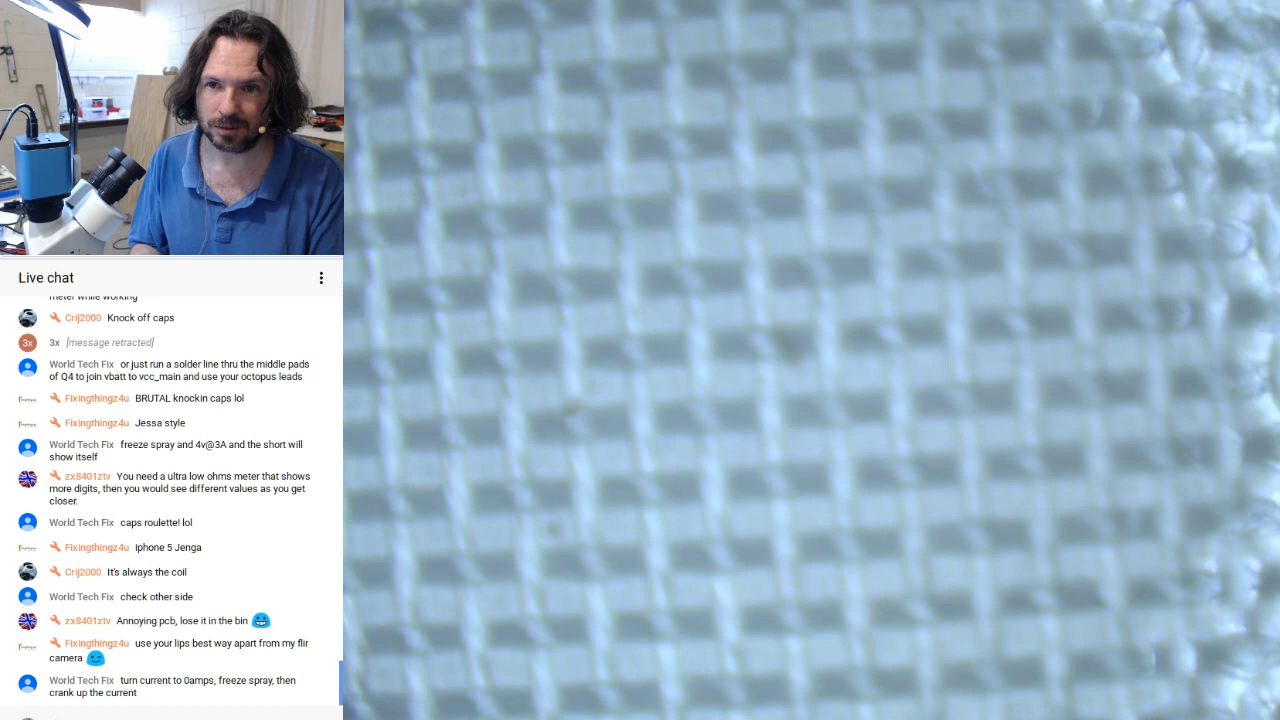 Live chat
meter while working
Crij2000 Knock off caps
3x [message retracted]
World Tech Fix or just run a solder line thru the middle pads
of Q4 to join vbatt to vcc_main and use your octopus leads
Fixingthingz4u BRUTAL knockin caps lol
Fixingthingz4u Jessa style
World Tech Fix freeze spray and 4v@3A and the short will
show itself
zx8401ztv You need a ultra low ohms meter that shows
more digits, then you would see different values as you get
closer.
World Tech Fix caps roulette! lol
Fixingthingz4u Iphone 5 Jenga
Crij2000 It's always the coil
World Tech Fix check other side
zx8401ztv Annoying pcb, lose it in the bin
Fixingthingz4u use your lips best way apart from my flir
camera
World Tech Fix turn current to 0amps, freeze spray, then
crank up the current